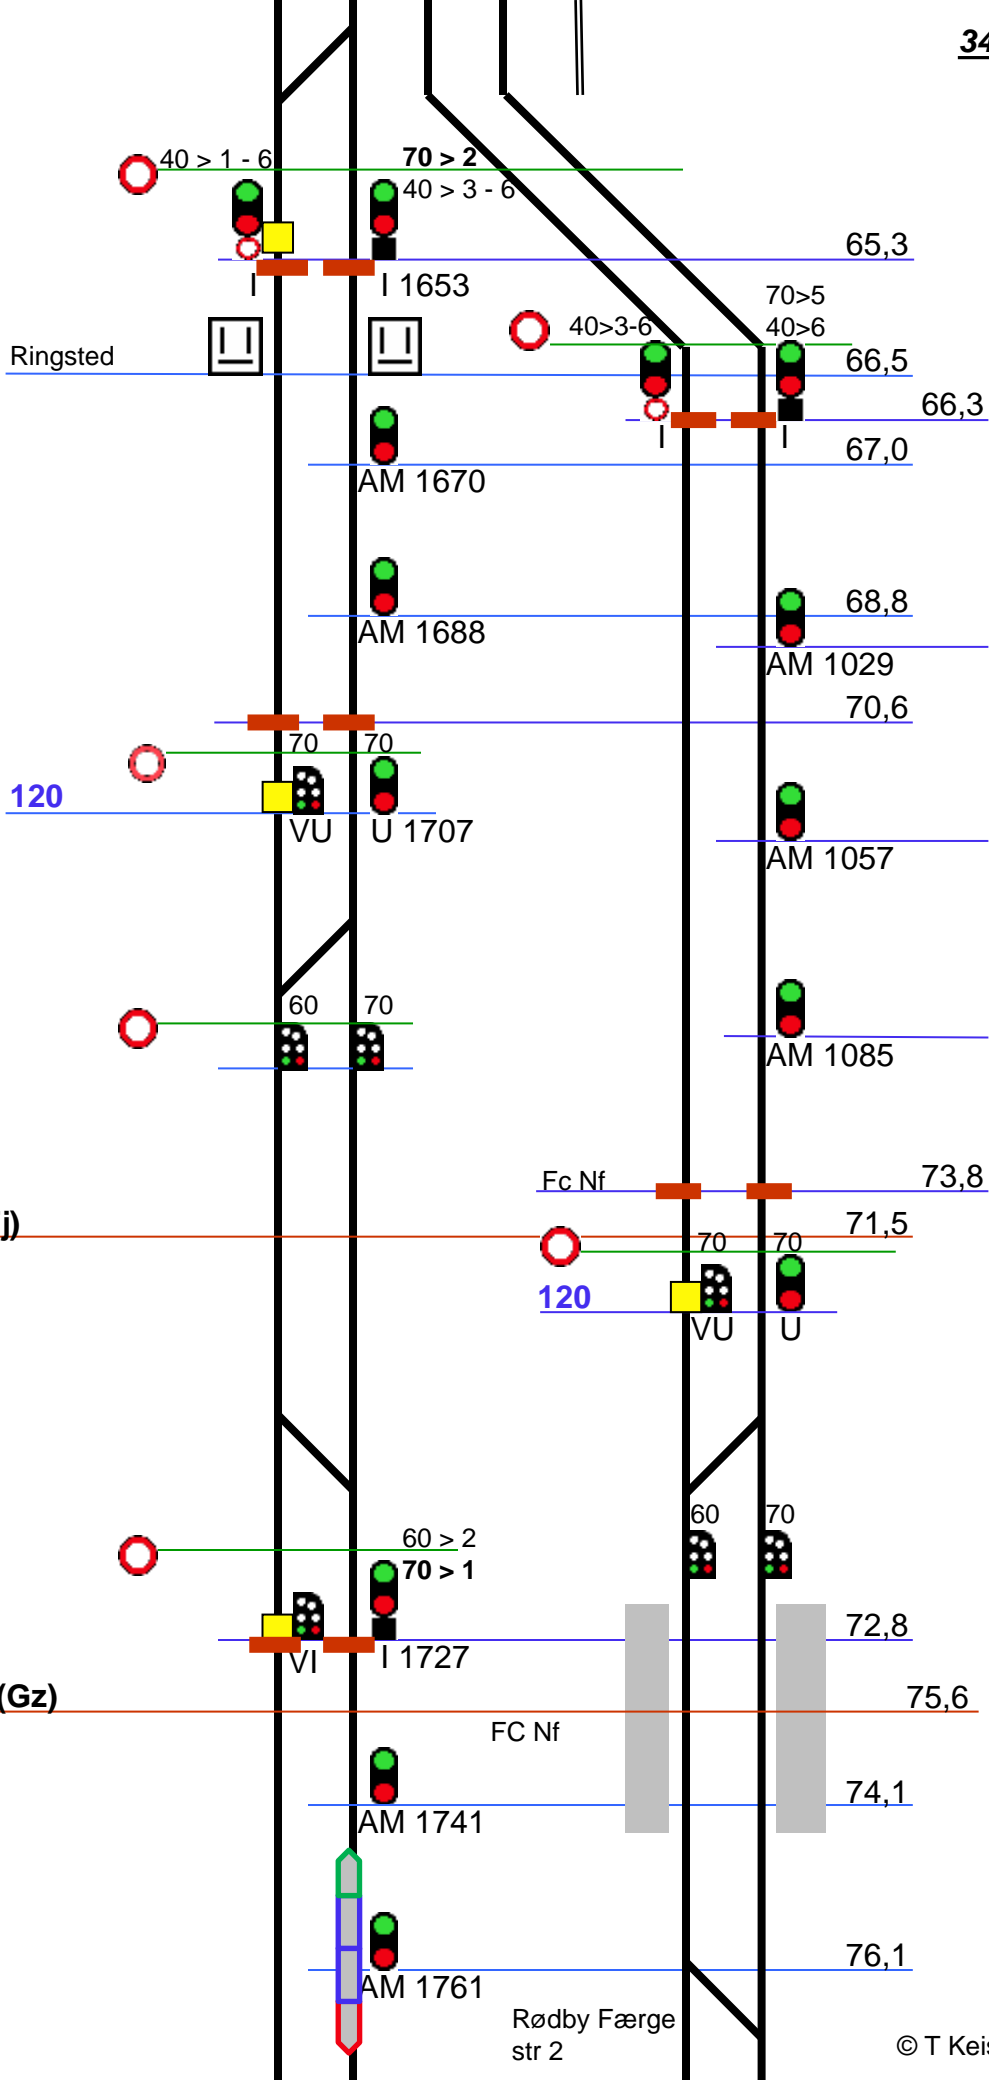 34
40 > 1 - 6
70 > 2
40 > 3 - 6
65,3
I
I 1653
70>5
40>3-6
40>6
Ringsted
66,5
66,3
I
I
67,0
AM 1670
68,8
AM 1688
AM 1029
70,6
70
70
120
VU
U 1707
AM 1057
60
70
AM 1085
Fc Nf
73,8
j)
71,5
70
70
120
VU
U
60
70
60 > 2
70 > 1
72,8
VI
I 1727
(Gz)
75,6
FC Nf
74,1
AM 1741
76,1
AM 1761
Rødby Færge
str 2
© T Keis